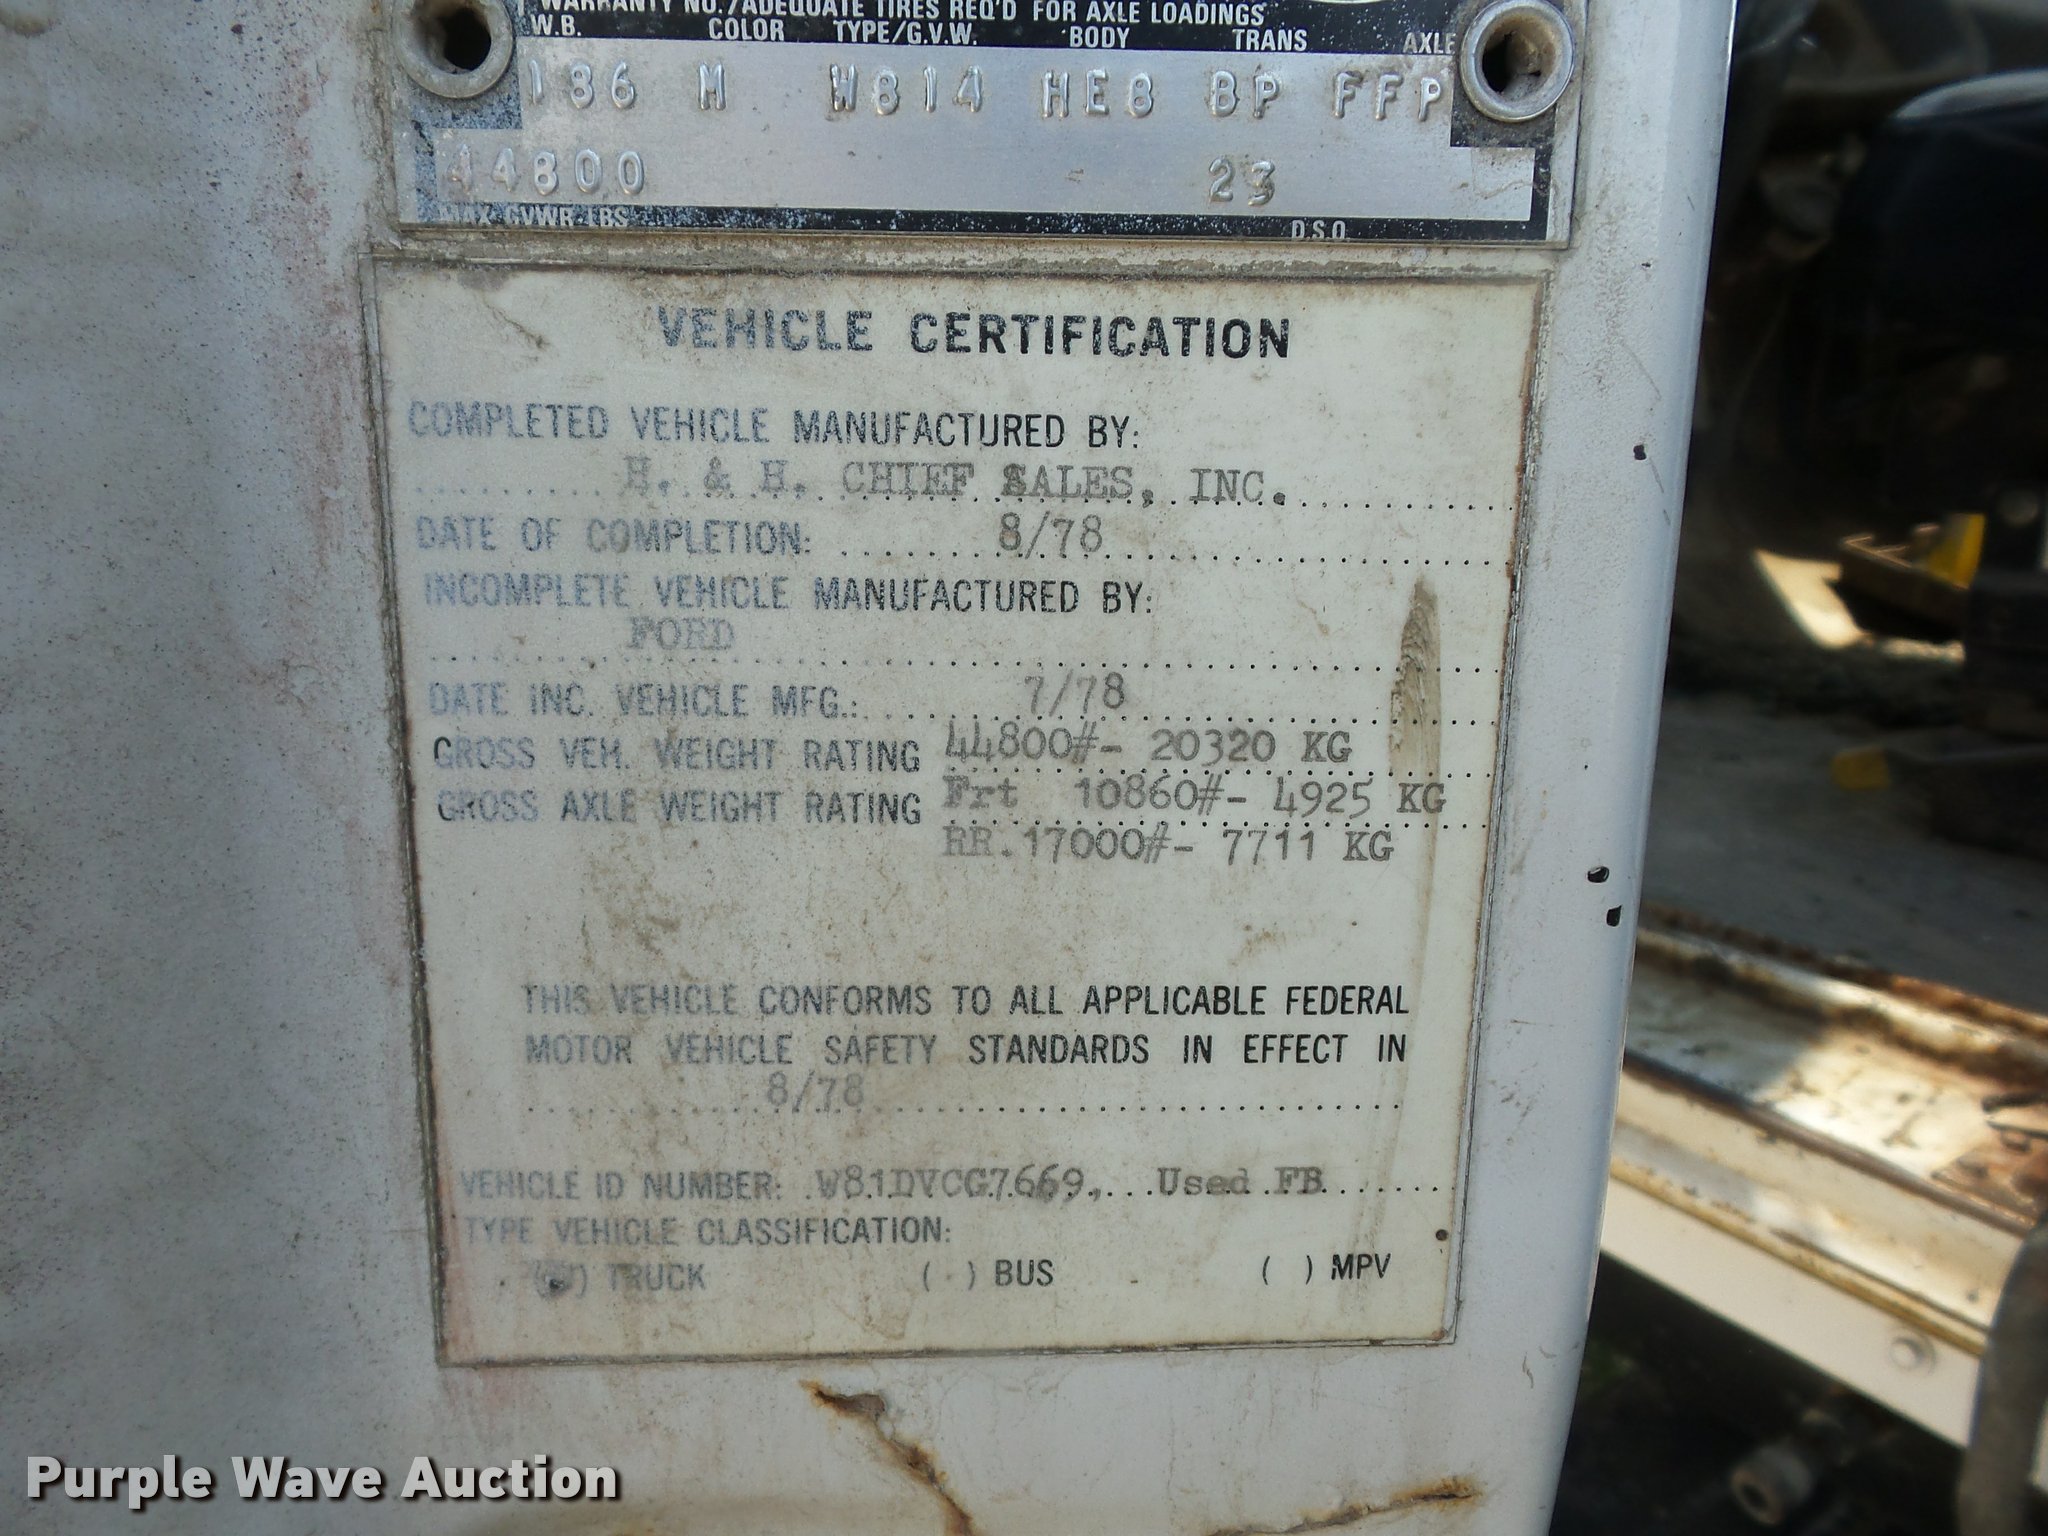 WARRANTY NO./ADEQUATE TIRES REQ'D FOR AXLE LOADINGS
W.B. COLOR TYPE/G.V.W. BODY TRANS AXLE
186 M W814 HE8 BP FFP
44800 23
MAX. GVWR-LBS D.S.O.
VEHICLE CERTIFICATION
COMPLETED VEHICLE MANUFACTURED BY:
H. & H. CHIEF SALES, INC.
DATE OF COMPLETION: 8/78
INCOMPLETE VEHICLE MANUFACTURED BY:
FORD
DATE INC. VEHICLE MFG.: 7/78
GROSS VEH. WEIGHT RATING 44800#- 20320 KG
GROSS AXLE WEIGHT RATING Frt 10860#- 4925 KG
RR. 17000#- 7711 KG
THIS VEHICLE CONFORMS TO ALL APPLICABLE FEDERAL
MOTOR VEHICLE SAFETY STANDARDS IN EFFECT IN
8/78
VEHICLE ID NUMBER: W81DVCG7669, Used FB
TYPE VEHICLE CLASSIFICATION:
( ) TRUCK ( ) BUS ( ) MPV
Purple Wave Auction